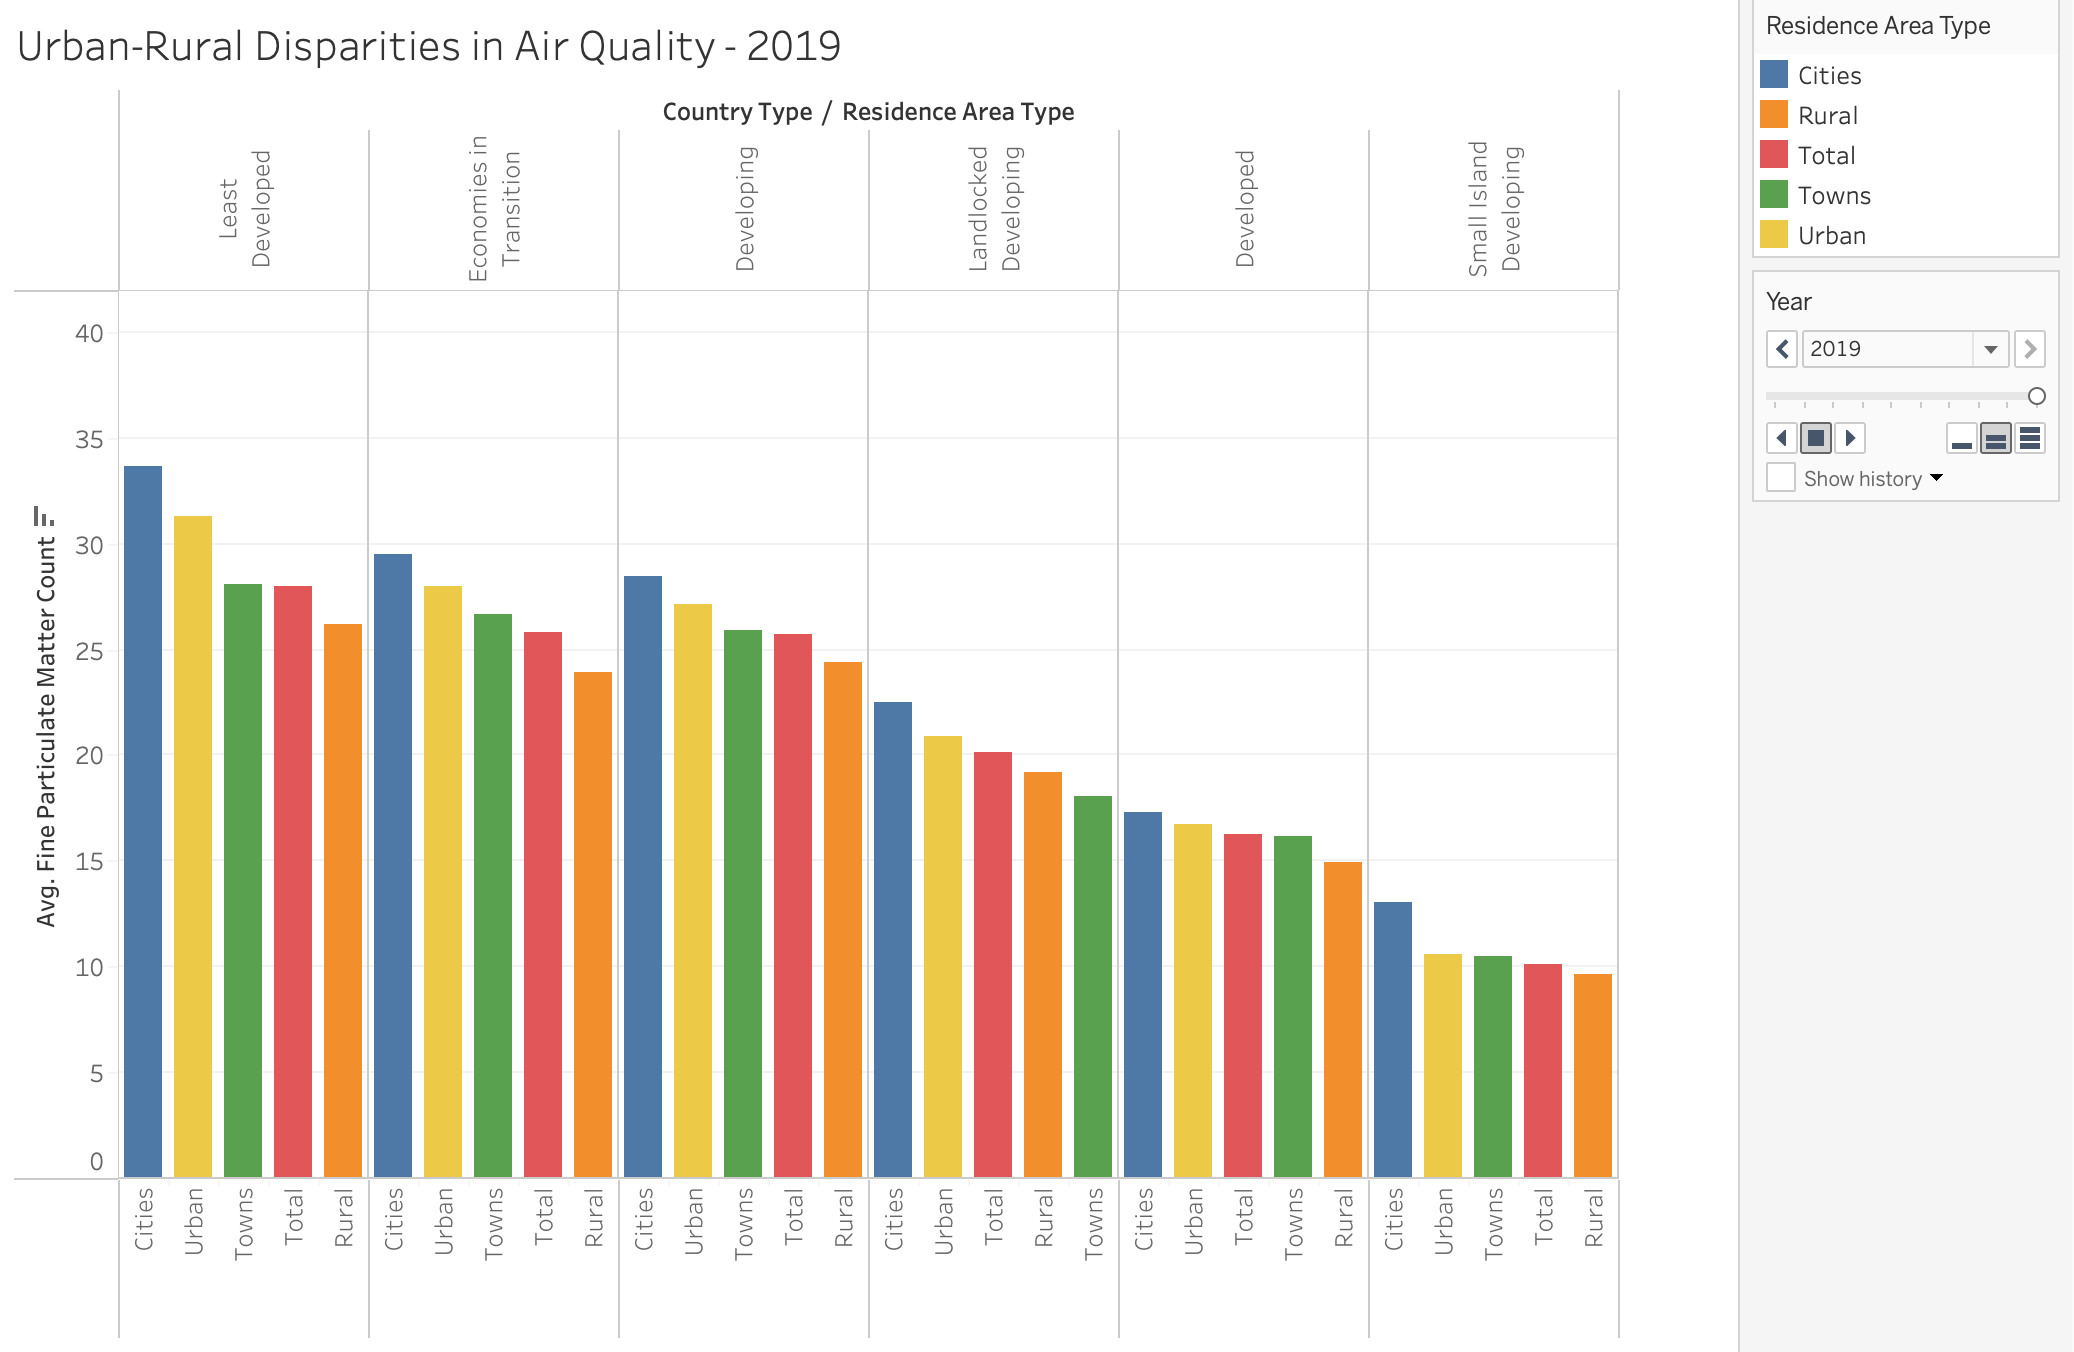 Urban-Rural Disparities in Air Quality - 2019
Country Type / Residence Area Type
Least
Developed
Economies in
Transition
Developing
Landlocked
Developing
Developed
Small Island
Developing
Avg. Fine Particulate Matter Count
40
35
30
25
20
15
10
5
0
Cities
Urban
Towns
Total
Rural
Cities
Urban
Towns
Total
Rural
Cities
Urban
Towns
Total
Rural
Cities
Urban
Total
Rural
Towns
Cities
Urban
Total
Towns
Rural
Cities
Urban
Towns
Total
Rural
Residence Area Type
Cities
Rural
Total
Towns
Urban
Year
2019
Show history